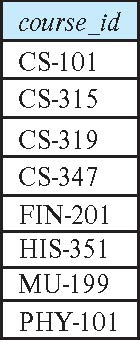 course_id
CS-101
CS-315
CS-319
CS-347
FIN-201
HIS-351
MU-199
PHY-101